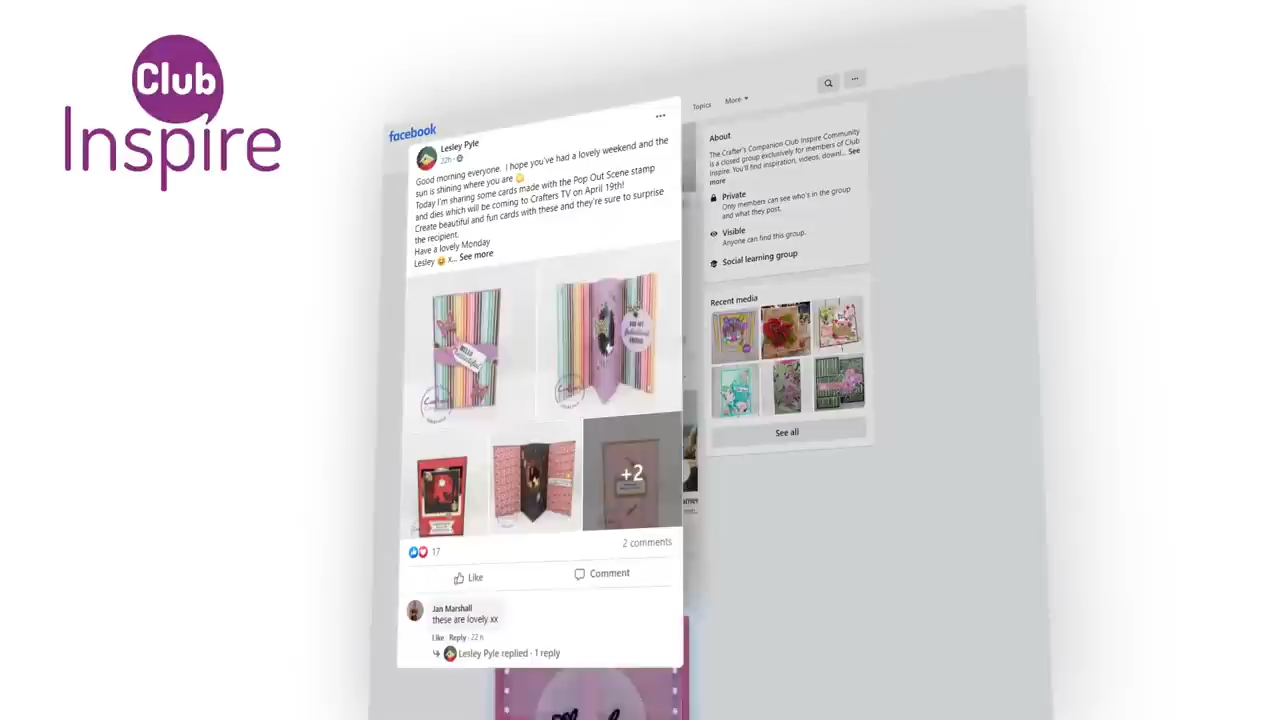 Club
Inspire
facebook
Lesley Pyle
22h
Good morning everyone. I hope you've had a lovely weekend and the
sun is shining where you are
Today I'm sharing some cards made with the Pop Out Scene stamp
and dies which will be coming to Crafters TV on April 19th!
Create beautiful and fun cards with these and they're sure to surprise
the recipient.
Have a lovely Monday
Lesley x... See more
HELLO
beautiful
YOU ARE
fabulous
+2
17
2 comments
Like
Comment
Jan Marshall
these are lovely xx
Like · Reply · 22 h
Lesley Pyle replied · 1 reply
Topics
More
About
The Crafter's Companion Club Inspire Community
is a closed group exclusively for members of Club
Inspire. You'll find inspiration, videos, downl... See
more
Private
Only members can see who's in the group
and what they post.
Visible
Anyone can find this group.
Social learning group
Recent media
See all